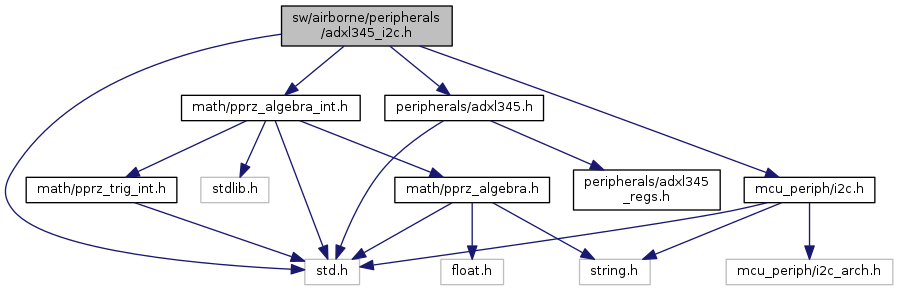 sw/airborne/peripherals
/adxl345_i2c.h
math/pprz_algebra_int.h
peripherals/adxl345.h
math/pprz_trig_int.h
stdlib.h
math/pprz_algebra.h
peripherals/adxl345
_regs.h
mcu_periph/i2c.h
std.h
float.h
string.h
mcu_periph/i2c_arch.h